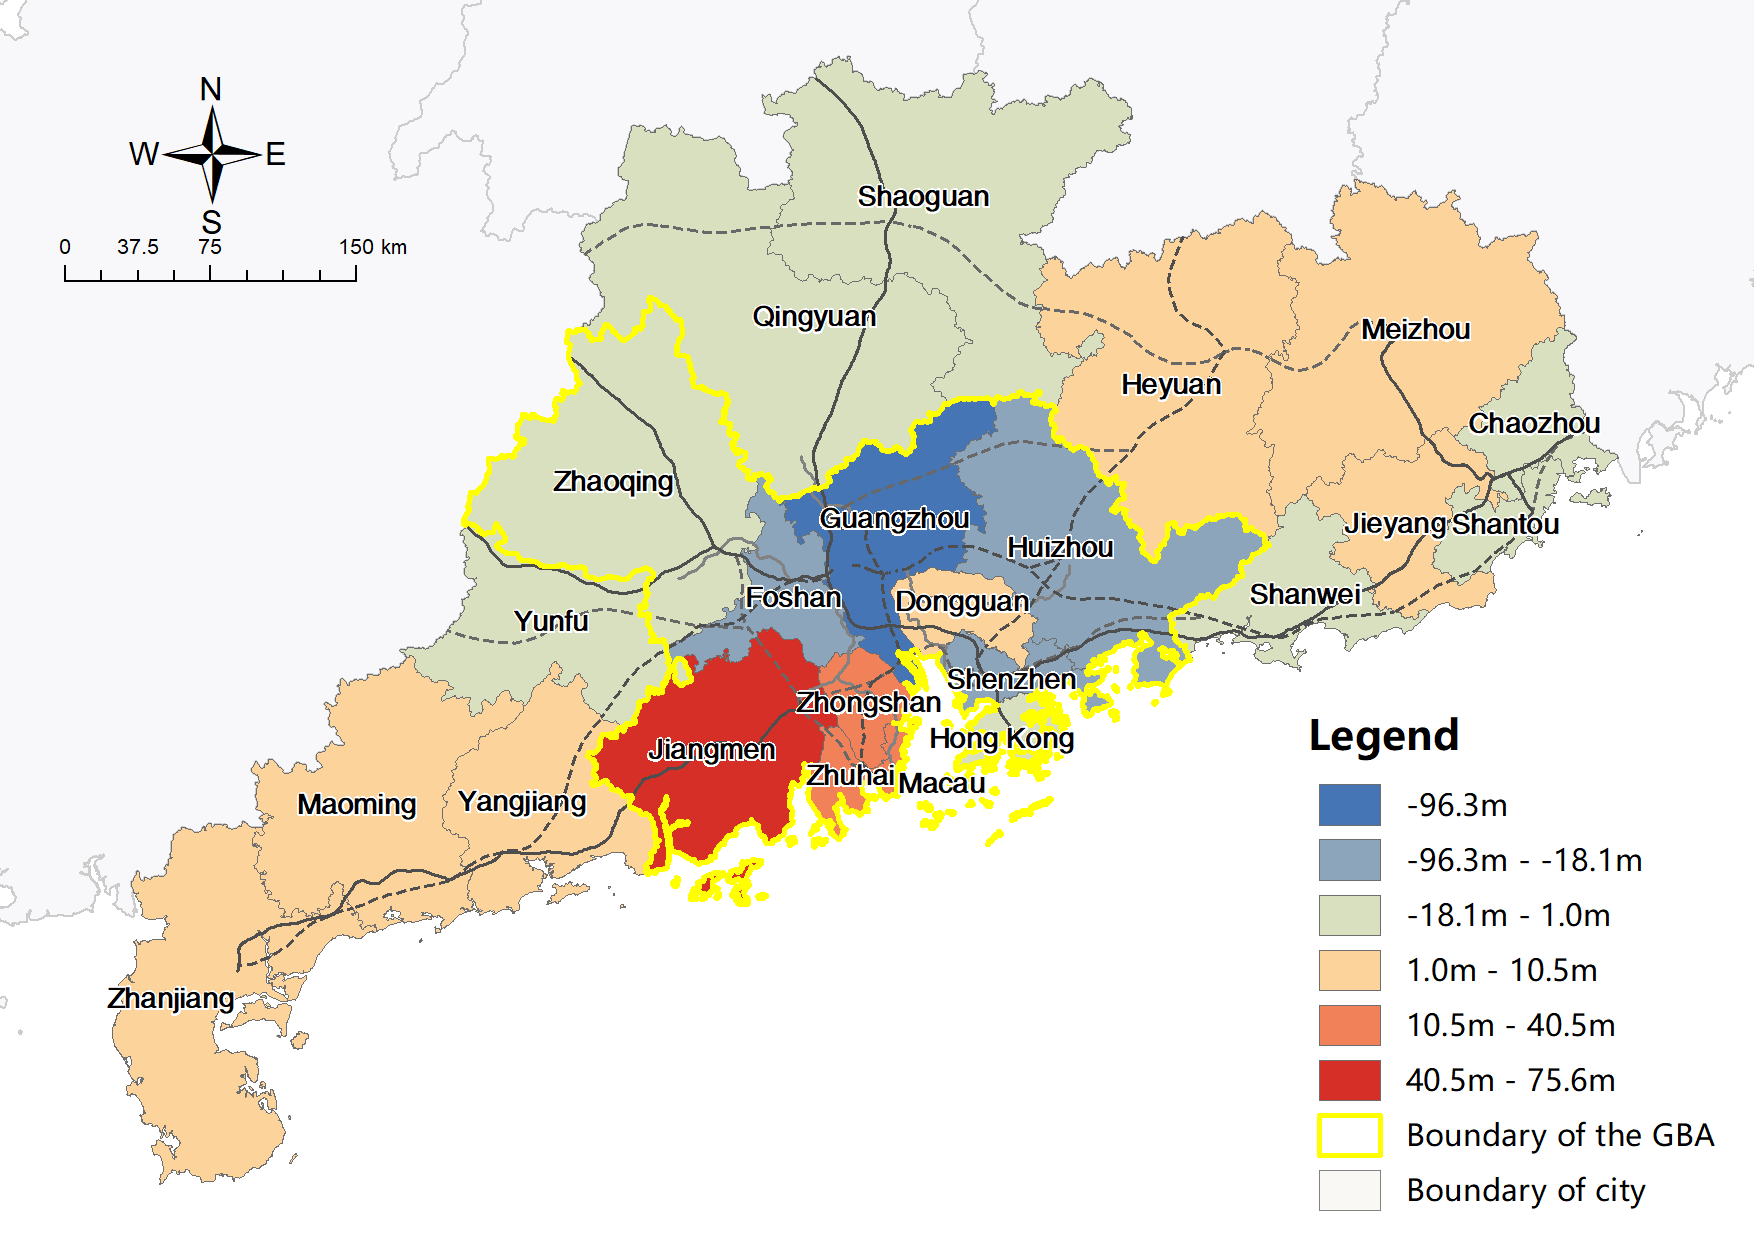 N
W E
S
0 37.5 75 150 km
Shaoguan
Qingyuan
Meizhou
Heyuan
Chaozhou
Zhaoqing
Guangzhou
Jieyang Shantou
Huizhou
Foshan
Dongguan
Shanwei
Yunfu
Shenzhen
Zhongshan
Hong Kong
Jiangmen
Zhuhai
Macau
Maoming
Yangjiang
Zhanjiang
Legend
-96.3m
-96.3m - -18.1m
-18.1m - 1.0m
1.0m - 10.5m
10.5m - 40.5m
40.5m - 75.6m
Boundary of the GBA
Boundary of city